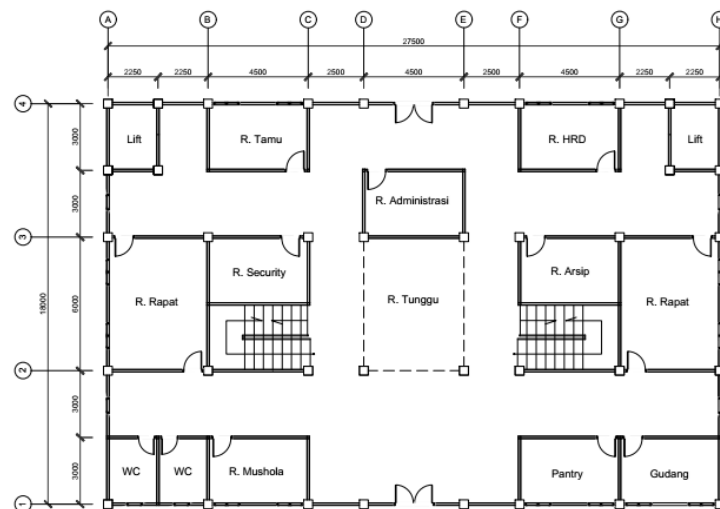 A B C D E F G H
27500
2250 2250 4500 2500 4500 2500 4500 2250 2250
4
3000
Lift R. Tamu R. HRD Lift
3000
R. Administrasi
3
R. Security R. Arsip
18000 6000 R. Rapat R. Tunggu R. Rapat
2
3000
3000
WC WC R. Mushola Pantry Gudang
1